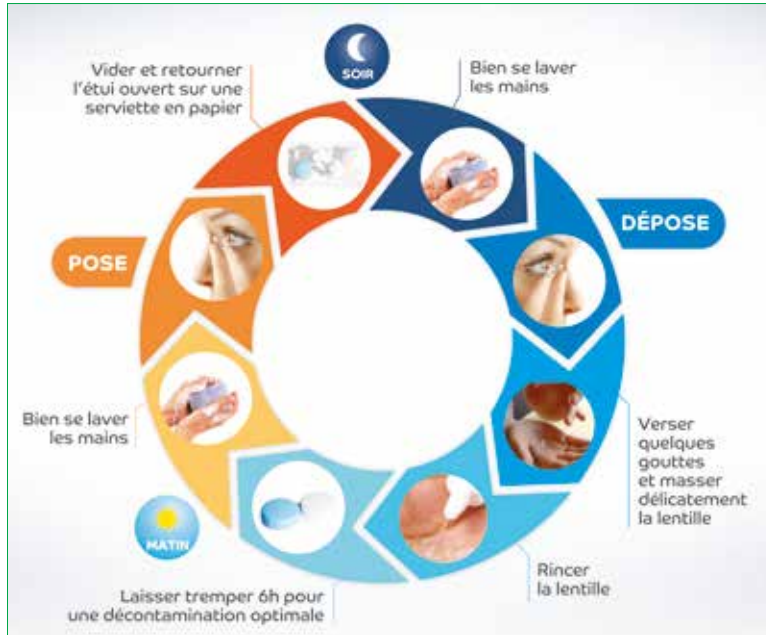 SOIR
Bien se laver
les mains
DÉPOSE
Verser
quelques
gouttes
et masser
délicatement
la lentille
Rincer
la lentille
Laisser tremper 6h pour
une décontamination optimale
MATIN
Bien se laver
les mains
POSE
Vider et retourner
l'étui ouvert sur une
serviette en papier